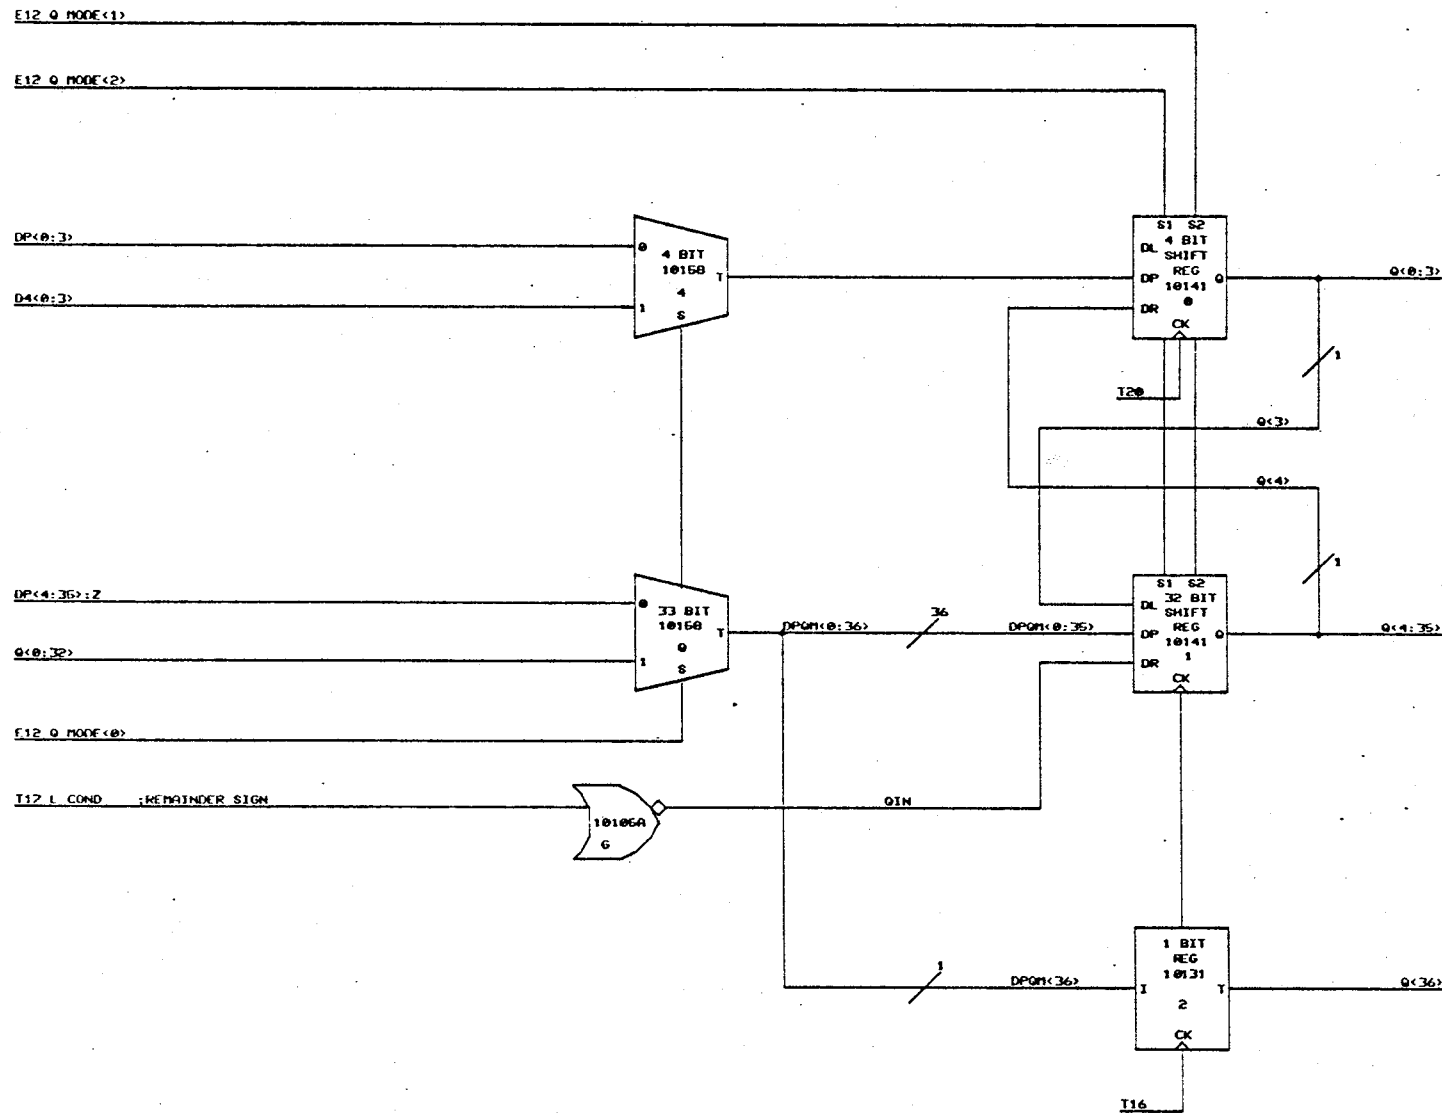 E12 Q MODE<1>
E12 Q MODE<2>
S1 S2
DP<0:3>
0
4 BIT
10158
4
S
T
DL
4 BIT
SHIFT
REG
10141
0
DP
DR
Q
CK
Q<0:3>
D4<0:3>
1
1
T20
Q<3>
Q<4>
1
S1 S2
DP<4:35>:Z
0
33 BIT
10158
Q
S
T
DPQM<0:36>
36
DPQM<0:35>
DL
32 BIT
SHIFT
REG
10141
1
DP
DR
Q
CK
Q<4:35>
Q<0:32>
1
E12 Q MODE<0>
T17 L COND ;REMAINDER SIGN
10105A
G
QIN
1
DPQM<36>
1 BIT
REG
10131
2
I
T
CK
Q<36>
T16